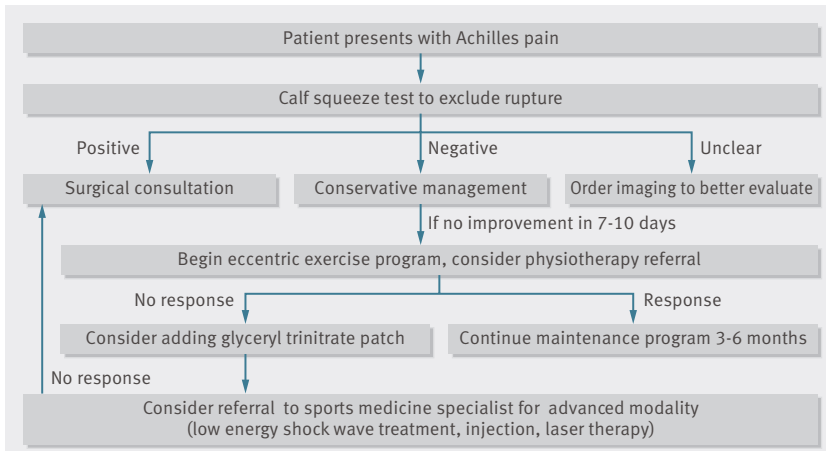 Patient presents with Achilles pain
Calf squeeze test to exclude rupture
Positive
Negative
Unclear
Surgical consultation
Conservative management
Order imaging to better evaluate
If no improvement in 7-10 days
Begin eccentric exercise program, consider physiotherapy referral
No response
Response
Consider adding glyceryl trinitrate patch
Continue maintenance program 3-6 months
No response
Consider referral to sports medicine specialist for advanced modality
(low energy shock wave treatment, injection, laser therapy)